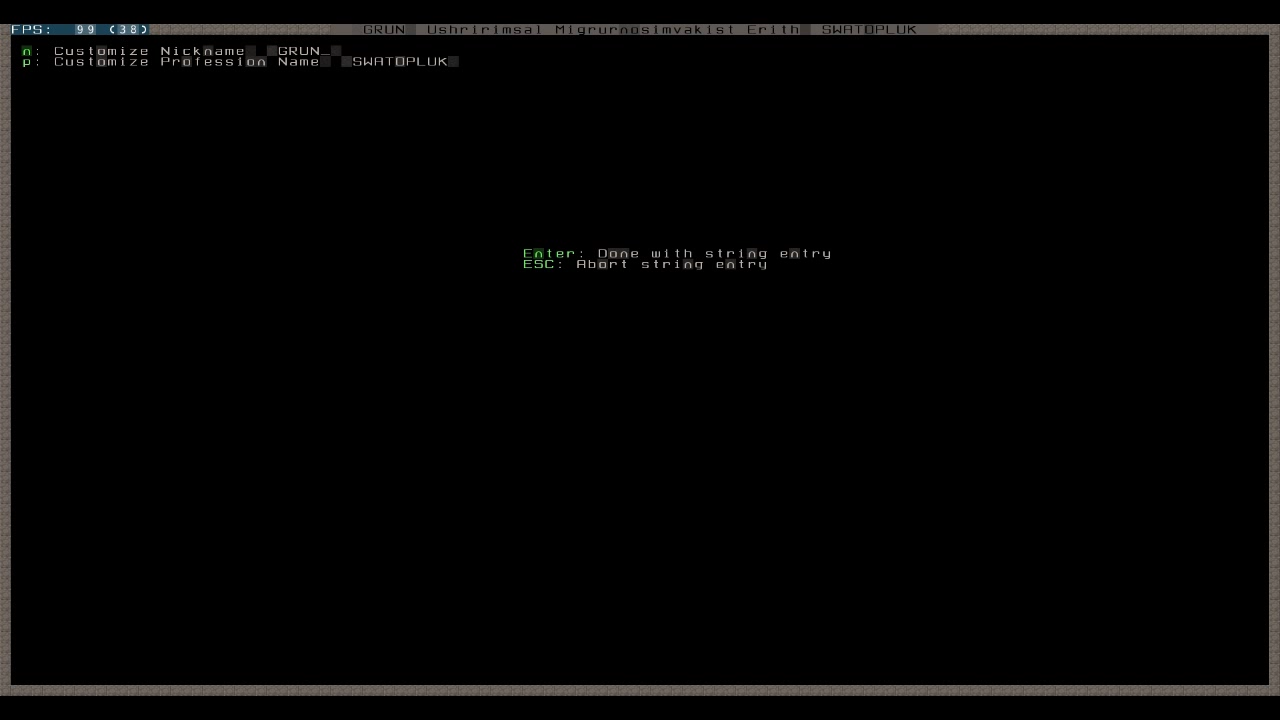 FPS: 99 (38) GRUN Ushririmsal Migrurnosimvakist Erith SWATOPLUK
n: Customize Nickname GRUN_
p: Customize Profession Name SWATOPLUK
Enter: Done with string entry
ESC: Abort string entry